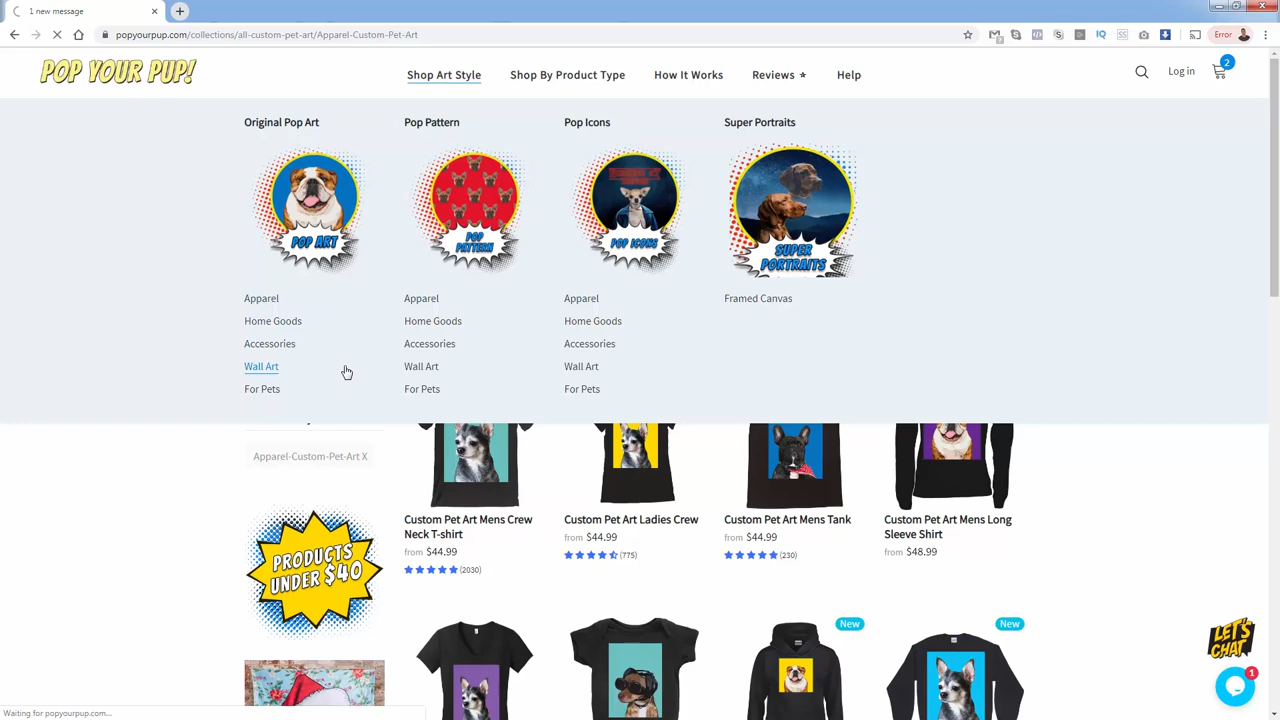 1 new message
popyourpup.com/collections/all-custom-pet-art/Apparel-Custom-Pet-Art
Error
POP YOUR PUP!
Shop Art Style
Shop By Product Type
How It Works
Reviews ★
Help
Log in
2
Original Pop Art
Pop Pattern
Pop Icons
Super Portraits
POP ART
POP
PATTERN
POP ICONS
SUPER
PORTRAITS
Apparel
Apparel
Apparel
Framed Canvas
Home Goods
Home Goods
Home Goods
Accessories
Accessories
Accessories
Wall Art
Wall Art
Wall Art
For Pets
For Pets
For Pets
Apparel-Custom-Pet-Art X
PRODUCTS
UNDER $40
Custom Pet Art Mens Crew
Neck T-shirt
from $44.99
(2030)
Custom Pet Art Ladies Crew
from $44.99
(775)
Custom Pet Art Mens Tank
from $44.99
(230)
Custom Pet Art Mens Long
Sleeve Shirt
from $48.99
New
New
LET'S
CHAT
1
Waiting for popyourpup.com...